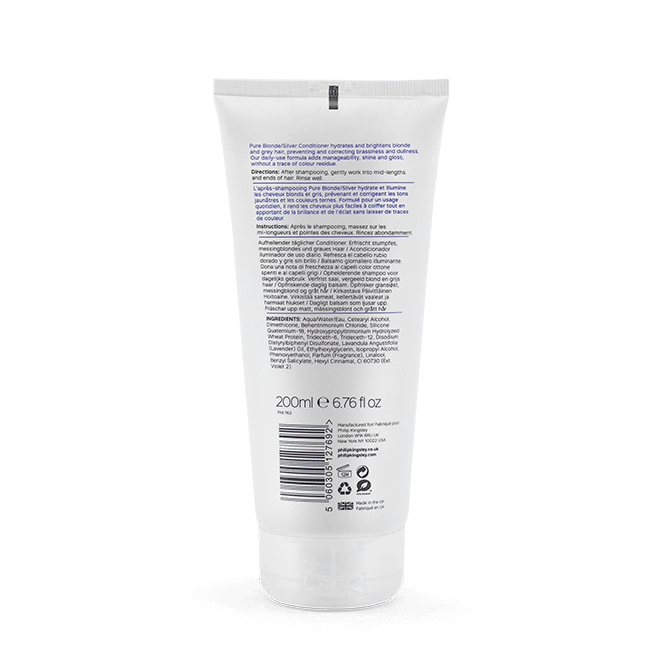 Pure Blonde/Silver Conditioner hydrates and brightens blonde
and grey hair, preventing and correcting brassiness and dullness.
Our daily-use formula adds manageability, shine and gloss,
without a trace of colour residue.
Directions: After shampooing, gently work into mid-lengths
and ends of hair. Rinse well.
L'après-shampooing Pure Blonde/Silver hydrate et illumine
les cheveux blonds et gris, prévenant et corrigeant les tons
jaunâtres et les couleurs ternes. Formulé pour un usage
quotidien, il rend les cheveux plus faciles à coiffer tout en
apportant de la brillance et de l'éclat sans laisser de traces
de couleur.
Instructions: Après le shampooing, massez sur les
mi-longueurs et pointes des cheveux. Rincez abondamment.
Aufhellender täglicher Conditioner. Erfrischt stumpfes,
messingblondes und graues Haar / Acondicionador
iluminador de uso diario. Refresca el cabello rubio
dorado y gris sin brillo / Balsamo giornaliero illuminante
Dona una nota di freschezza ai capelli color ottone
spenti e ai capelli grigi / Ophelderende shampoo voor
dagelijks gebruik. Verfrist saai, vergeeld blond en grijs
haar / Opfriskende daglig balsam. Opfrisker glansløst,
messingblond og gråt hår / Kirkastava Päivittäinen
Hoitoaine. Virkistää sameat, kellertävät vaaleat ja
harmaat hiukset / Dagligt balsam som ljusar upp.
Fräschar upp matt, mässingsblont och grått hår
INGREDIENTS: Aqua/Water/Eau, Cetearyl Alcohol,
Dimethicone, Behentrimonium Chloride, Silicone
Quaternium-18, Hydroxypropyltrimonium Hydrolyzed
Wheat Protein, Trideceth-6, Trideceth-12, Disodium
Distyrylbiphenyl Disulfonate, Lavandula Angustifolia
(Lavender) Oil, Ethylhexylglycerin, Isopropyl Alcohol,
Phenoxyethanol, Parfum (Fragrance), Linalool,
Benzyl Salicylate, Hexyl Cinnamal, CI 60730 (Ext.
Violet 2).
200ml ℮ 6.76 fl oz
5 060305 127692 >
Manufactured for/ Fabriqué pour:
Philip Kingsley
London W1K 6RU UK
New York NY 10022 USA
philipkingsley.co.uk
philipkingsley.com
12M
Made in the UK
Fabriqué en UK